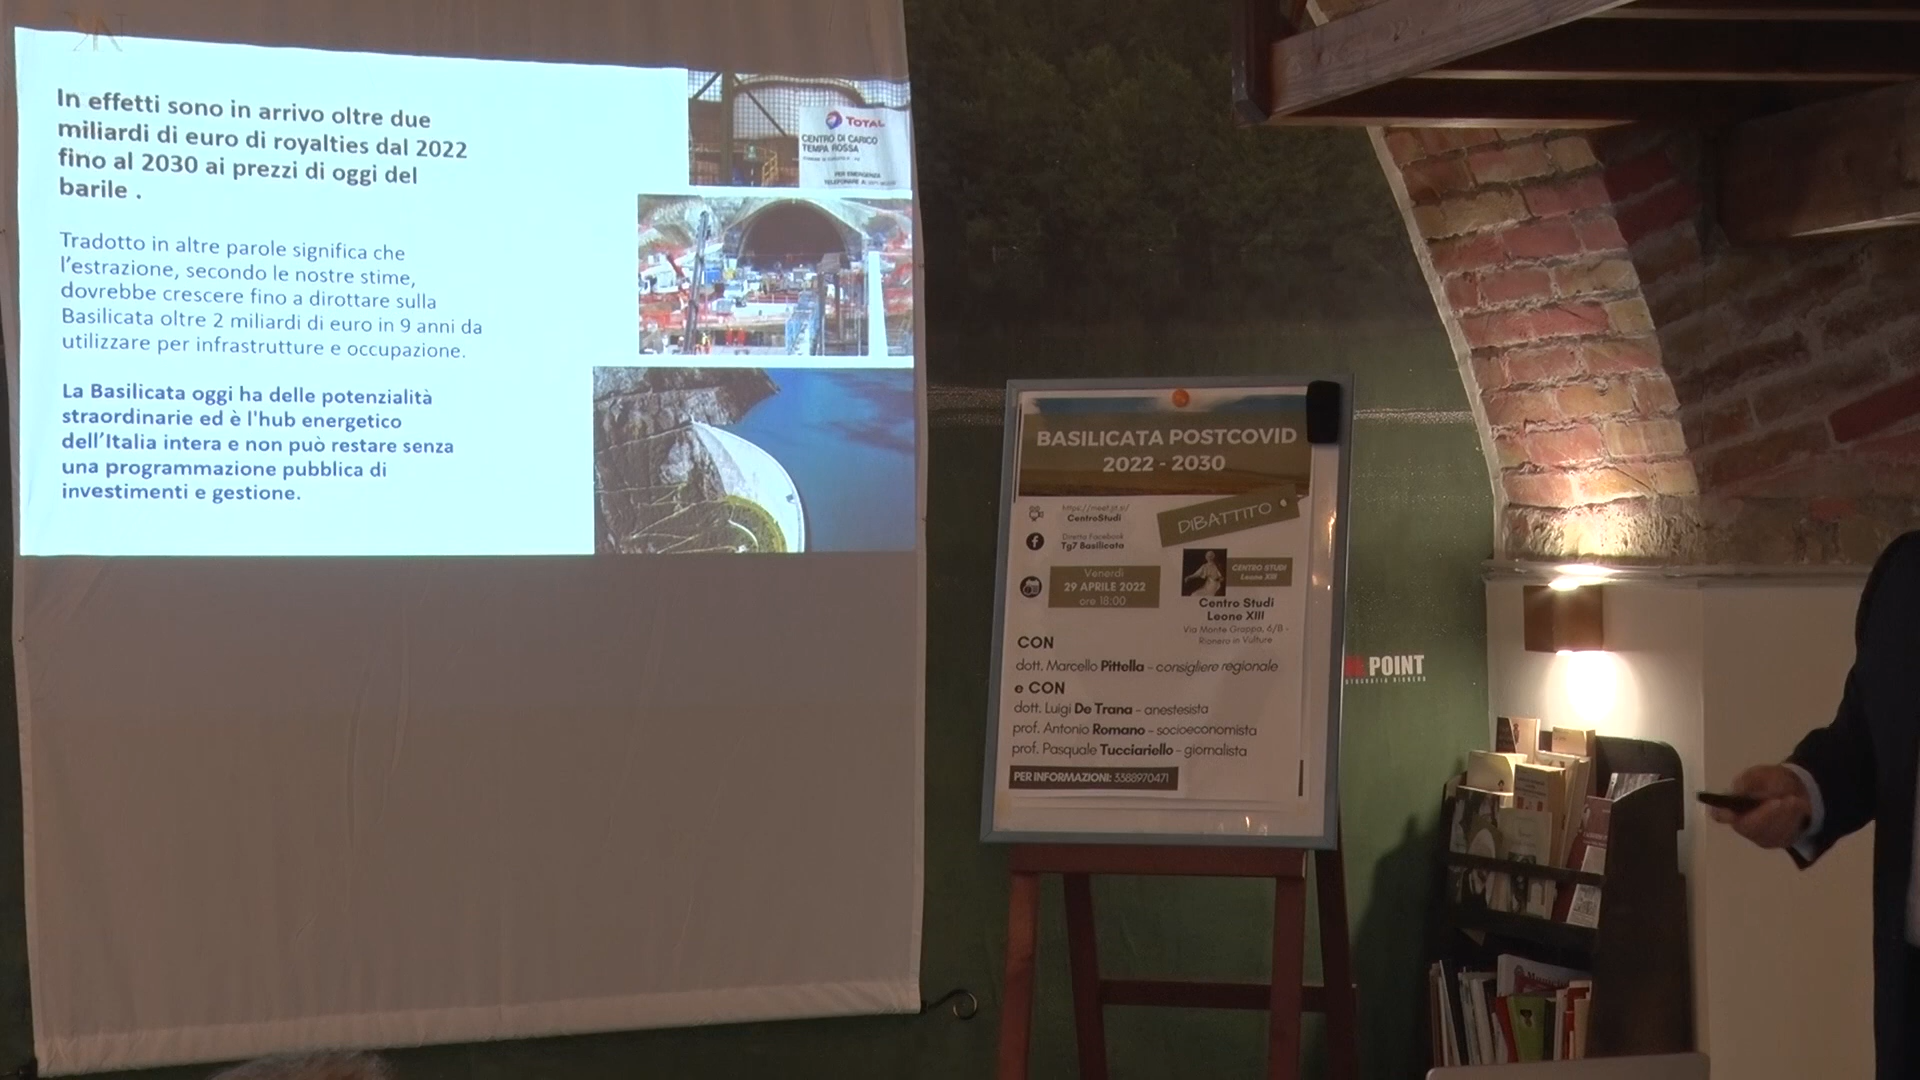 In effetti sono in arrivo oltre due
miliardi di euro di royalties dal 2022
fino al 2030 ai prezzi di oggi del
barile .
Tradotto in altre parole significa che
l'estrazione, secondo le nostre stime,
dovrebbe crescere fino a dirottare sulla
Basilicata oltre 2 miliardi di euro in 9 anni da
utilizzare per infrastrutture e occupazione.
La Basilicata oggi ha delle potenzialità
straordinarie ed è l'hub energetico
dell'Italia intera e non può restare senza
una programmazione pubblica di
investimenti e gestione.
TOTAL
CENTRO DI CARICO
TEMPA ROSSA
PER EMERGENZA
TELEFONARE A:
BASILICATA POSTCOVID
2022 - 2030
DIBATTITO
CentroStudi
Diretta Facebook
Tg7 Basilicata
Venerdì
29 APRILE 2022
ore 18:00
CENTRO STUDI
Leone XIII
Centro Studi
Leone XIII
Via Monte Grappa, 6/B -
Rionero in Vulture
CON
dott. Marcello Pittella - consigliere regionale
e CON
dott. Luigi De Trana - anestesista
prof. Antonio Romano - socioeconomista
prof. Pasquale Tucciariello - giornalista
PER INFORMAZIONI: 3388970471
POINT